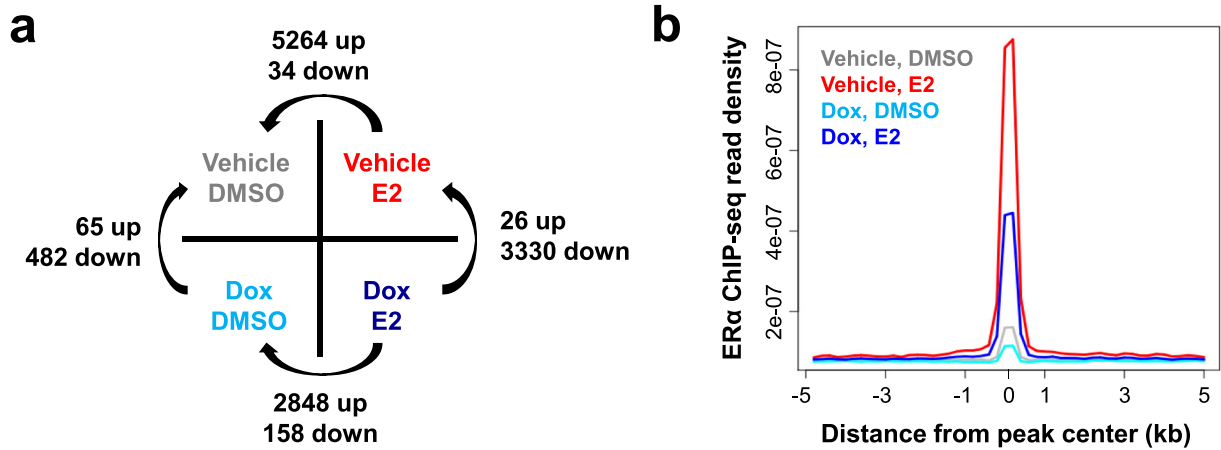 a
5264 up
34 down
Vehicle
DMSO
Vehicle
E2
65 up
482 down
26 up
3330 down
Dox
DMSO
Dox
E2
2848 up
158 down
b
ERα ChIP-seq read density
8e-07
6e-07
4e-07
2e-07
Vehicle, DMSO
Vehicle, E2
Dox, DMSO
Dox, E2
-5 -3 -1 0 1 3 5
Distance from peak center (kb)